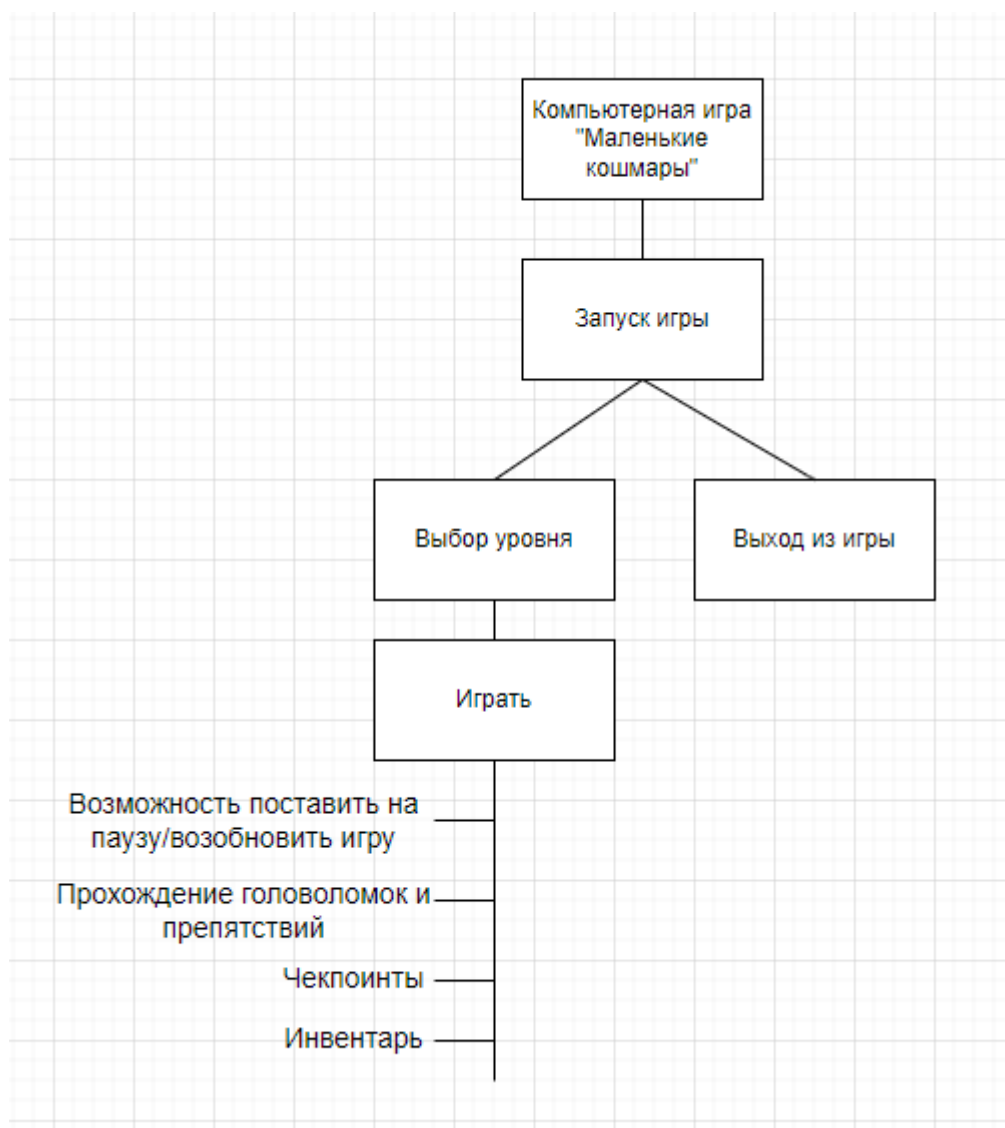 Компьютерная игра
"Маленькие
кошмары"
Запуск игры
Выбор уровня
Выход из игры
Играть
Возможность поставить на
паузу/возобновить игру
Прохождение головоломок и
препятствий
Чекпоинты
Инвентарь